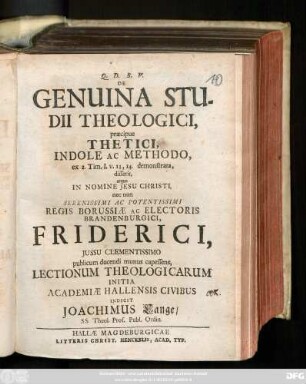 Q. D. B. V.
DE
GENUINA STU-
DII THEOLOGICI,
præcipue
THETICI,
INDOLE AC METHODO,
ex 2 Tim. I. v. 13, 14 demonstrata,
disserit,
atque
IN NOMINE JESU CHRISTI,
nec non
SERENISSIMI AC POTENTISSIMI
REGIS BORUSSIÆ AC ELECTORIS
BRANDENBURGICI,
FRIDERICI,
JUSSU CLEMENTISSIMO
publicum docendi munus capessens,
LECTIONUM THEOLOGICARUM
INITIA
ACADEMIÆ HALLENSIS CIVIBUS
INDICIT
JOACHIMUS Lange/
SS. Theol. Prof. Publ. Ordin.
HALLÆ MAGDEBURGICAE
LITTERIS CHRIST. HENCKELII, ACAD. TYP.